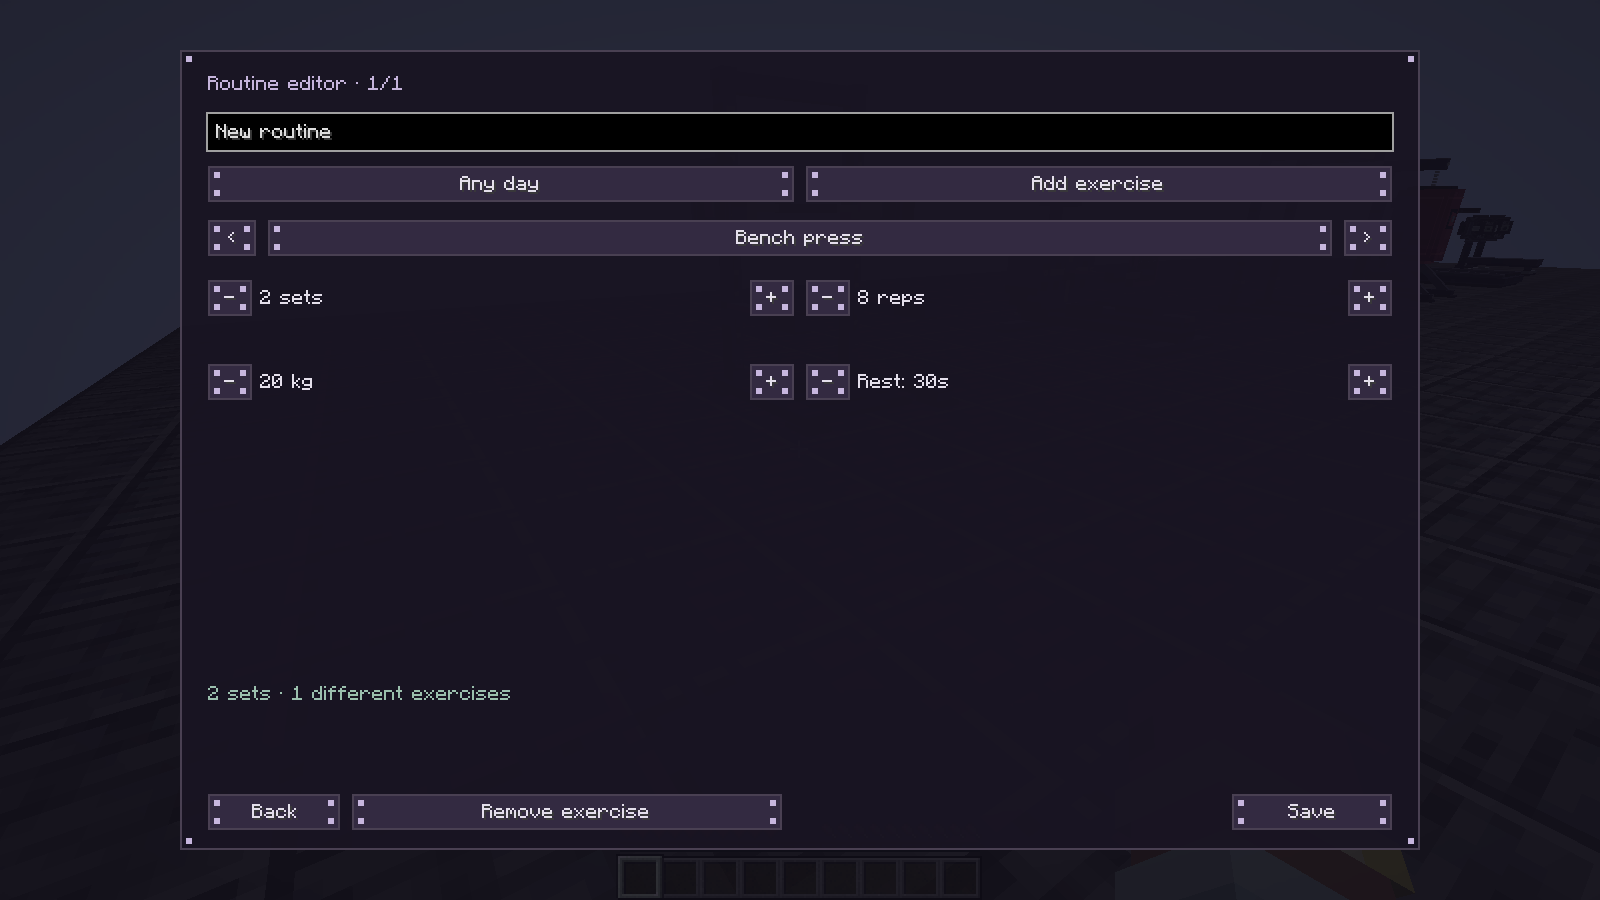 Routine editor · 1/1
New routine
Any day
Add exercise
< Bench press >
- 2 sets + - 8 reps +
- 20 kg + - Rest: 30s +
2 sets · 1 different exercises
Back
Remove exercise
Save